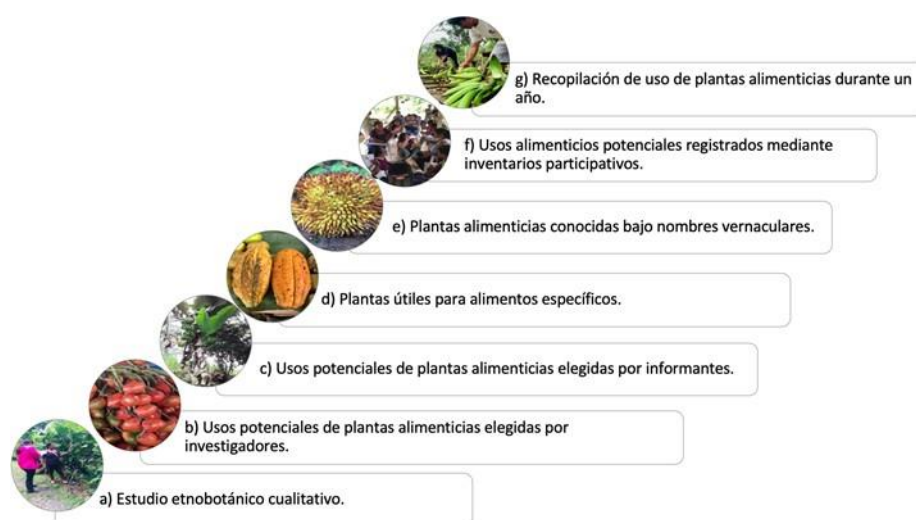 g) Recopilación de uso de plantas alimenticias durante un
año.
f) Usos alimenticios potenciales registrados mediante
inventarios participativos.
e) Plantas alimenticias conocidas bajo nombres vernaculares.
d) Plantas útiles para alimentos específicos.
c) Usos potenciales de plantas alimenticias elegidas por informantes.
b) Usos potenciales de plantas alimenticias elegidas por
investigadores.
a) Estudio etnobotánico cualitativo.